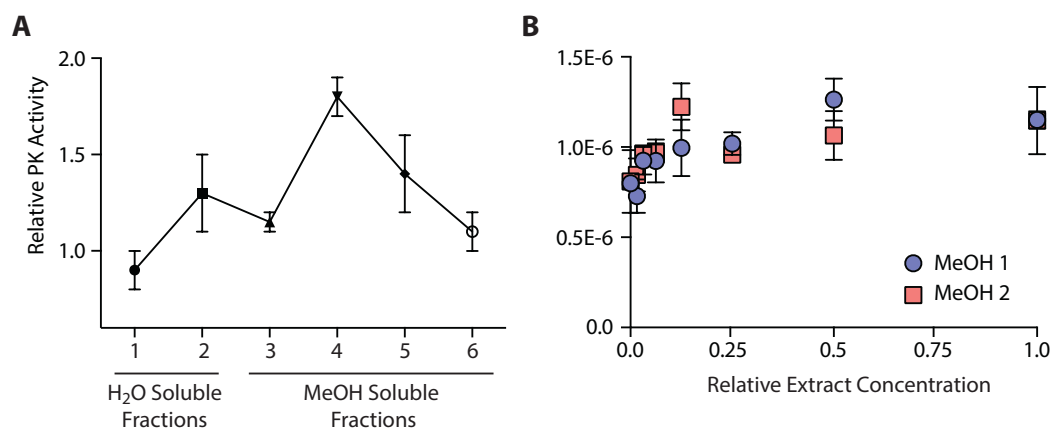 A
Relative PK Activity
2.0
1.5
1.0
1 2 3 4 5 6
H₂O Soluble
Fractions
MeOH Soluble
Fractions
B
1.5E-6
1.0E-6
0.5E-6
0.0
MeOH 1
MeOH 2
0.0 0.25 0.5 0.75 1.0
Relative Extract Concentration